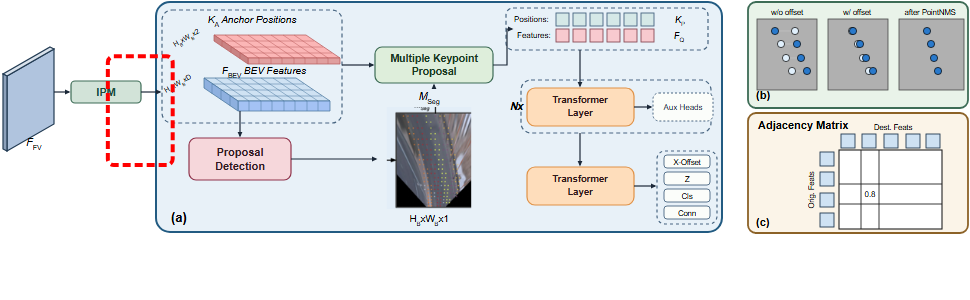 F_FV
IPM
K_A Anchor Positions
H_BxW_Bx2
F_BEV BEV Features
Proposal
Detection
Multiple Keypoint
Proposal
M_Seg
H_BxW_Bx1
(a)
Positions:
Features:
F_Q
Nx
Transformer
Layer
Aux Heads
Transformer
Layer
X-Offset
Z
Cls
Conn
w/o offset
w/ offset
after PointNMS
(b)
Adjacency Matrix
Dest. Feats
Orig. Feats
0.8
(c)